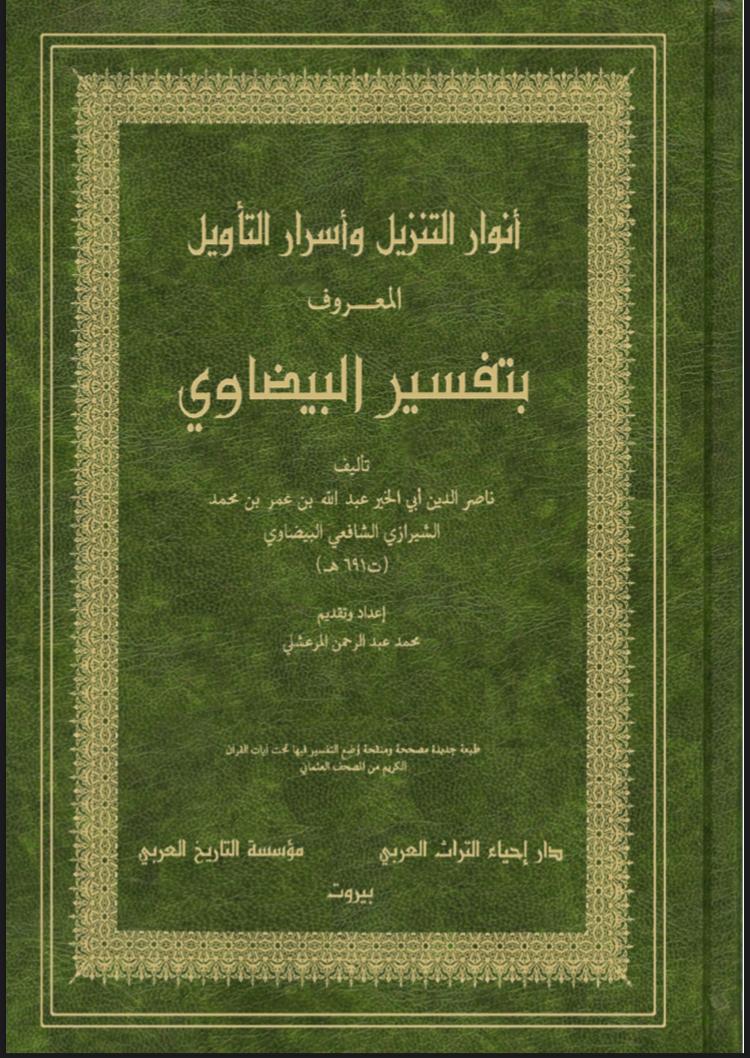 أنوار التنزيل وأسرار التأويل
المعروف
بتفسير البيضاوي
تأليف
ناصر الدين أبي الخير عبد الله بن عمر بن محمد
الشيرازي الشافعي البيضاوي
(ت ٦٩١ هـ)
إعداد وتقديم
محمد عبد الرحمن المرعشلي
طبعة جديدة مصححة ومنقحة وُضع التفسير فيها تحت آيات القرآن
الكريم من المصحف العثماني
دار إحياء التراث العربي مؤسسة التاريخ العربي
بيروت